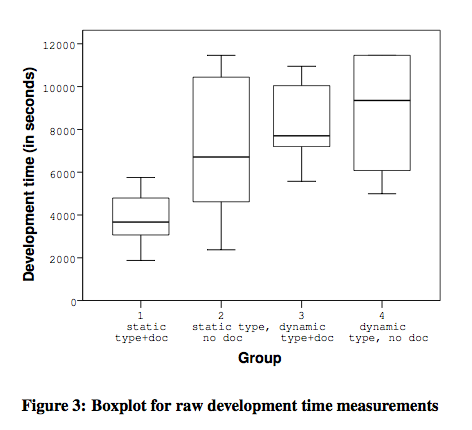 Development time (in seconds)
12000
10000
8000
6000
4000
2000
0
1 2 3 4
static static type, dynamic dynamic
type+doc no doc type+doc type, no doc
Group
Figure 3: Boxplot for raw development time measurements